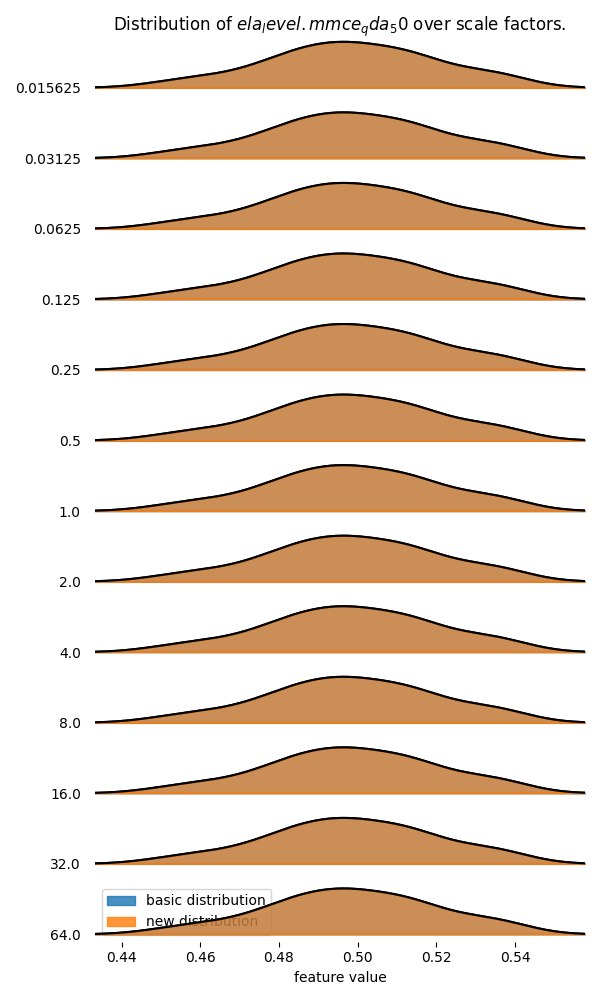 Distribution of elaₗevel.mmce_qda₅0 over scale factors.
0.015625
0.03125
0.0625
0.125
0.25
0.5
1.0
2.0
4.0
8.0
16.0
32.0
basic distribution
new distribution
64.0
0.44 0.46 0.48 0.50 0.52 0.54
feature value